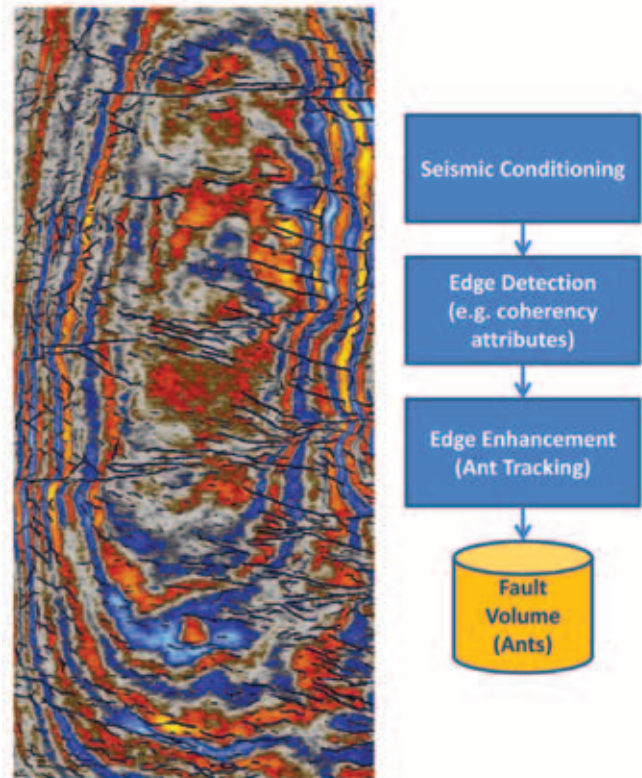 Seismic Conditioning
Edge Detection
(e.g. coherency
attributes)
Edge Enhancement
(Ant Tracking)
Fault
Volume
(Ants)